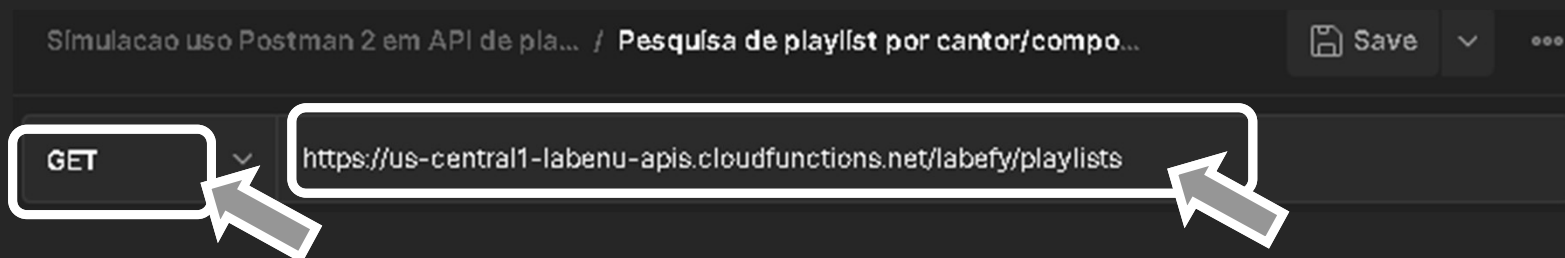 Simulacao uso Postman 2 em API de pla... / Pesquisa de playlist por cantor/compo... Save
GET https://us-central1-labenu-apis.cloudfunctions.net/labefy/playlists